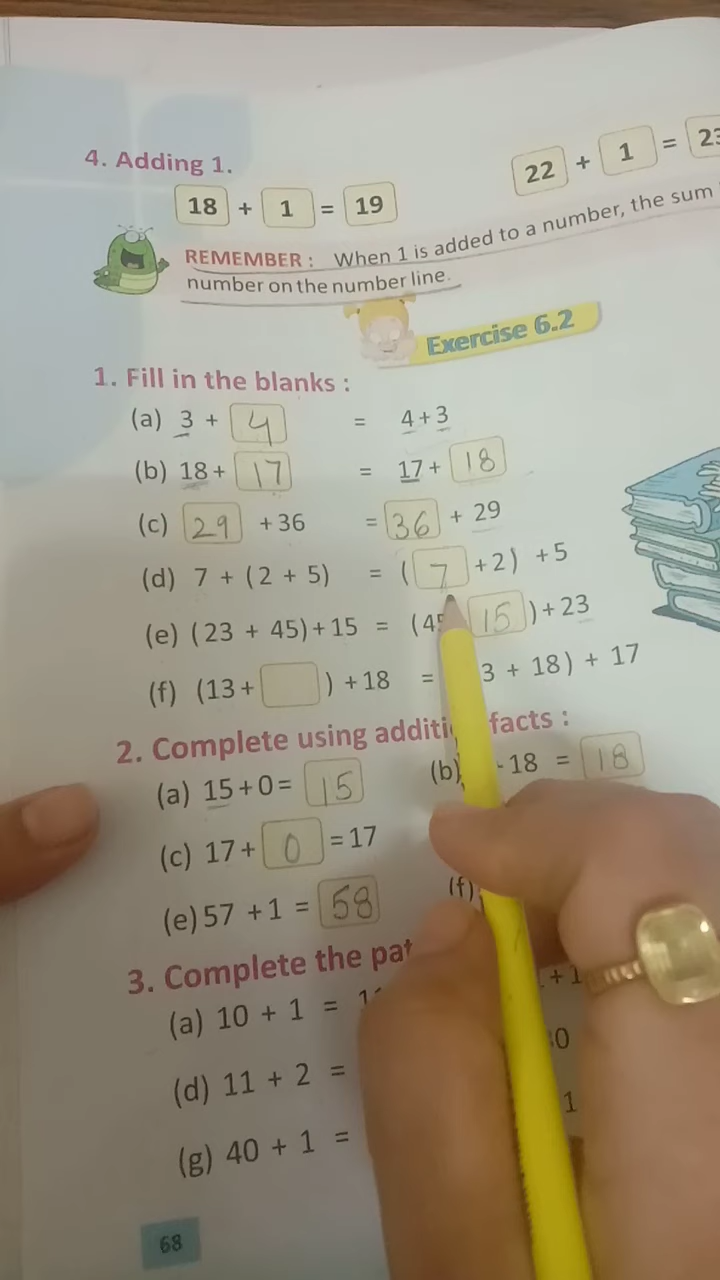 4. Adding 1.
18 + 1 = 19
22 + 1 =
REMEMBER : When 1 is added to a number, the sum
number on the number line.
Exercise 6.2
1. Fill in the blanks :
(a) 3 + 4 = 4 + 3
(b) 18 + 17 = 17 + 18
(c) 29 + 36 = 36 + 29
(d) 7 + (2 + 5) = (7 + 2) + 5
(e) (23 + 45) + 15 = ( 15 ) + 23
(f) (13 + ) + 18 = 3 + 18) + 17
2. Complete using facts :
(a) 15 + 0 = 15
(b) 18 = 18
(c) 17 + 0 = 17
(e) 57 + 1 = 58
(f)
3. Complete the
(a) 10 + 1 =
+ 1
(d) 11 + 2 =
(g) 40 + 1 =
1
68